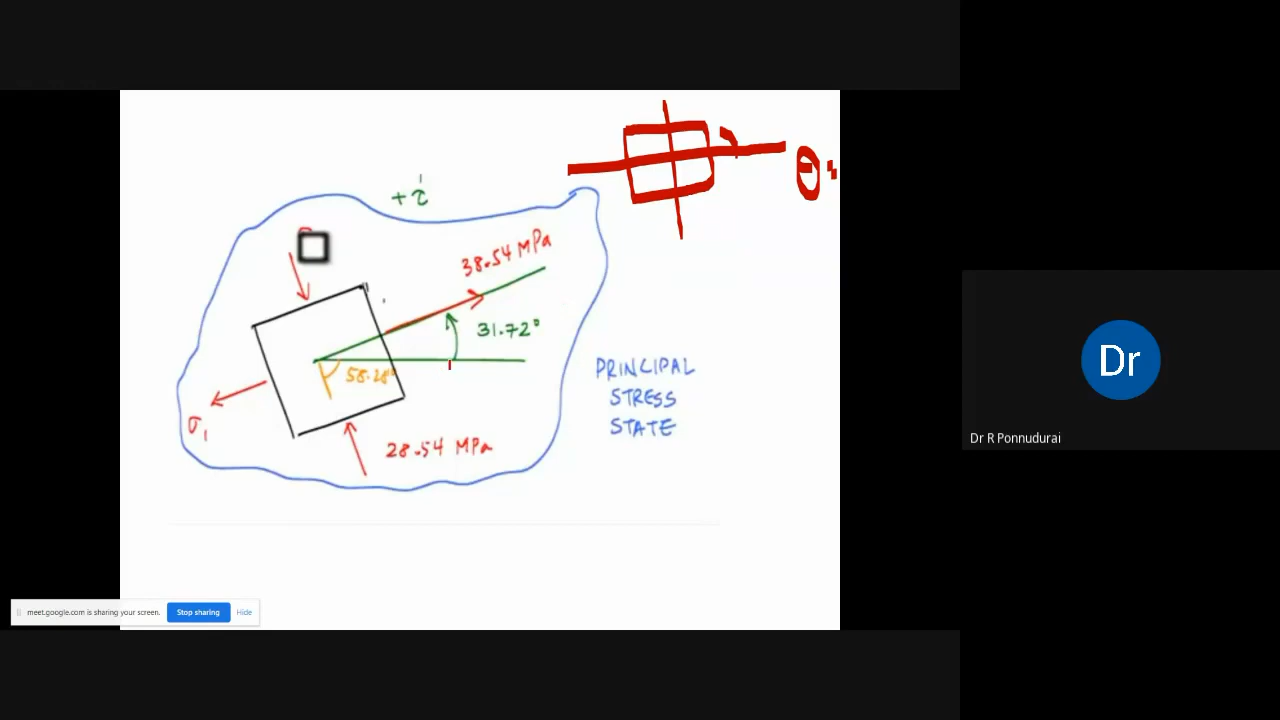 θ
+τ
38.54 MPa
31.72°
58.28°
PRINCIPAL
STRESS
STATE
σ1
28.54 MPa
Dr
Dr R Ponnudurai
meet.google.com is sharing your screen.
Stop sharing
Hide